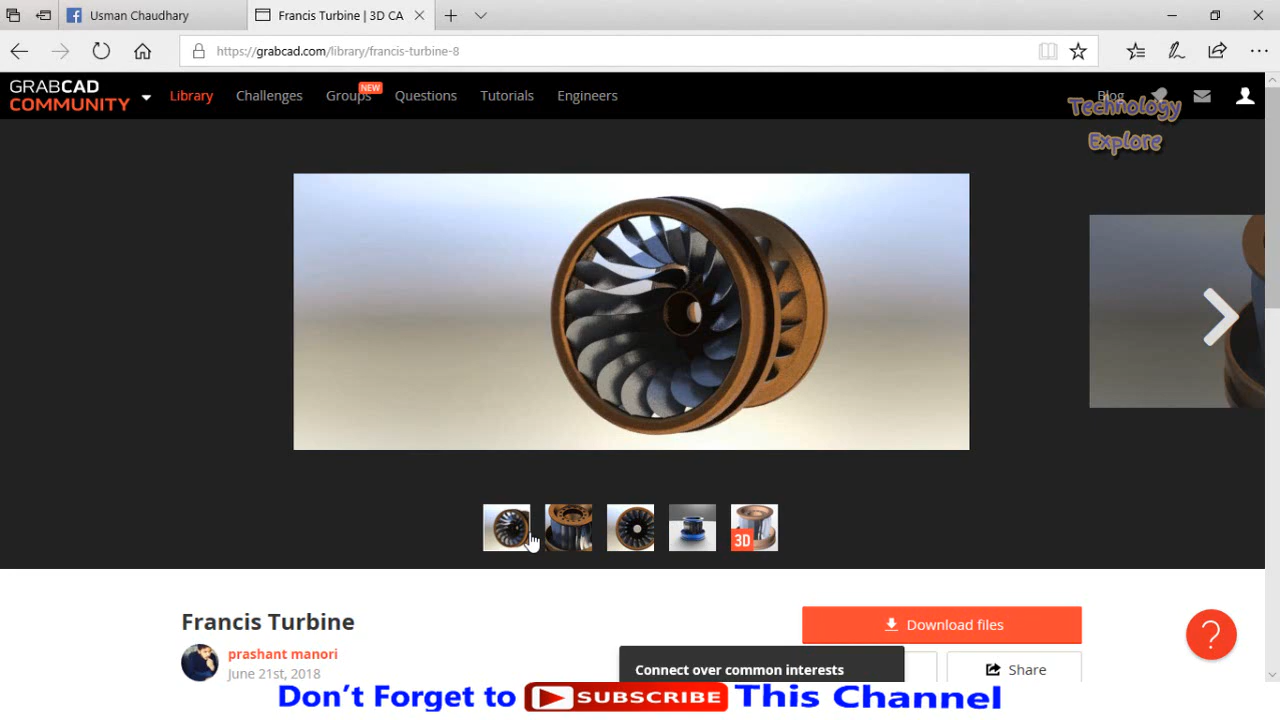 Usman Chaudhary
Francis Turbine | 3D CA
https://grabcad.com/library/francis-turbine-8
GRABCAD
COMMUNITY
Library
Challenges
Groups
NEW
Questions
Tutorials
Engineers
Blog
Technology
Explore
3D
Francis Turbine
Download files
prashant manori
June 21st, 2018
Connect over common interests
Share
?
Don't Forget to SUBSCRIBE This Channel